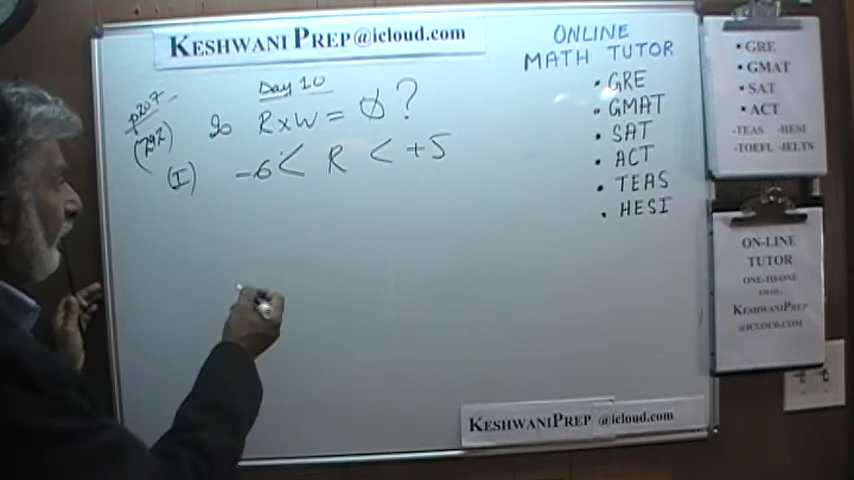 KESHWANI PREP@icloud.com
Day 10
p207
(792)
Is R x W = 0 ?
(I) -6 < R < +5
ONLINE
MATH TUTOR
• GRE
• GMAT
• SAT
• ACT
• TEAS
• HESI
• GRE
• GMAT
• SAT
• ACT
-TEAS -HESI
-TOEFL -IELTS
ON-LINE
TUTOR
ONE-TO-ONE
EMAIL:
KESHWANIPREP
@ICLOUD.COM
KESHWANIPREP @icloud.com